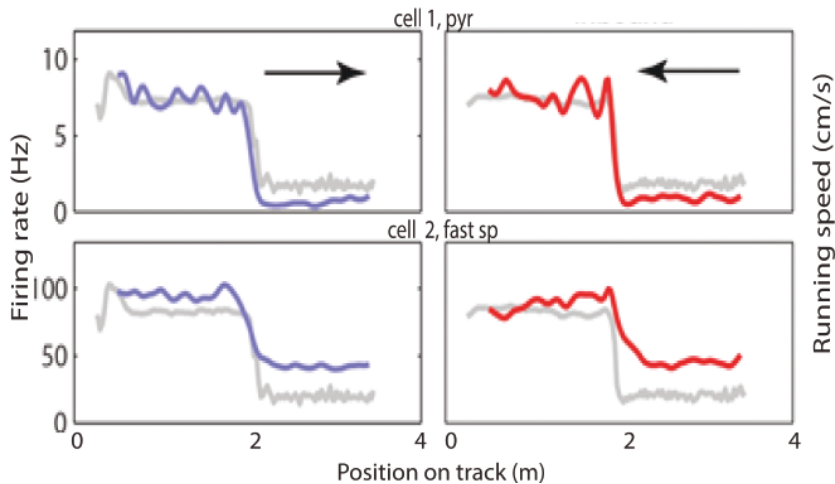 cell 1, pyr
10
5
0
cell 2, fast sp
100
50
0
0 2 0 2 4
Position on track (m)
Firing rate (Hz)
Running speed (cm/s)